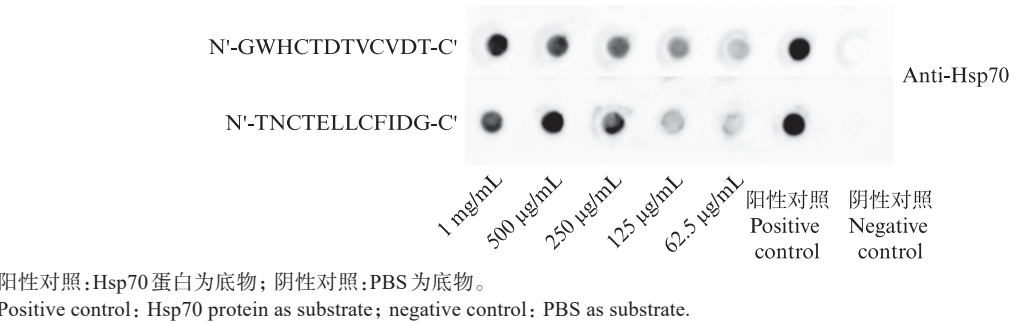 N'-GWHCTDTVCVDT-C'
Anti-Hsp70
N'-TNCTELLCFIDG-C'
1 mg/mL
500 μg/mL
250 μg/mL
125 μg/mL
62.5 μg/mL
阳性对照
Positive
control
阴性对照
Negative
control
阳性对照:Hsp70蛋白为底物; 阴性对照:PBS为底物。
Positive control: Hsp70 protein as substrate; negative control: PBS as substrate.